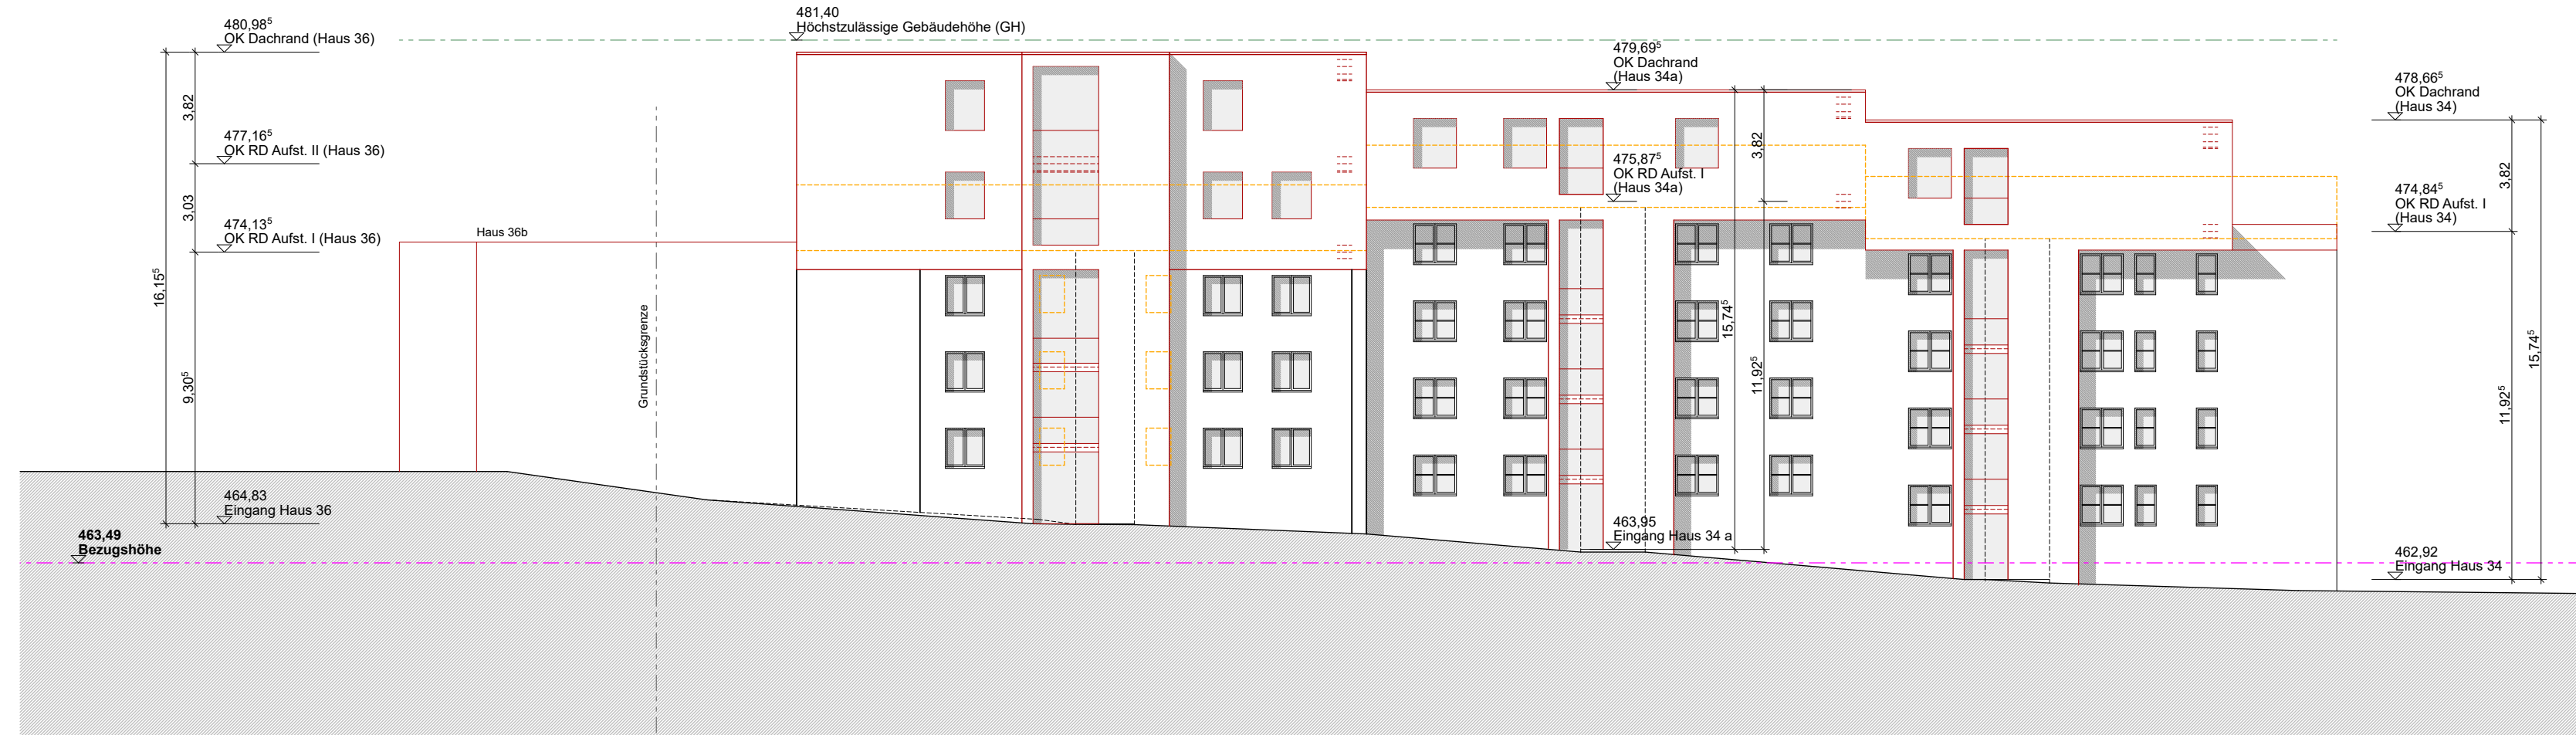 480,98⁵
OK Dachrand (Haus 36)
3,82
477,16⁵
OK RD Aufst. II (Haus 36)
3,03
474,13⁵
OK RD Aufst. I (Haus 36)
16,15⁵
9,30⁵
464,83
Eingang Haus 36
463,49
Bezugshöhe
Haus 36b
Grundstücksgrenze
481,40
Höchstzulässige Gebäudehöhe (GH)
479,69⁵
OK Dachrand
(Haus 34a)
3,82
475,87⁵
OK RD Aufst. I
(Haus 34a)
15,74⁵
11,92⁵
463,95
Eingang Haus 34 a
478,66⁵
OK Dachrand
(Haus 34)
3,82
474,84⁵
OK RD Aufst. I
(Haus 34)
15,74⁵
11,92⁵
462,92
Eingang Haus 34